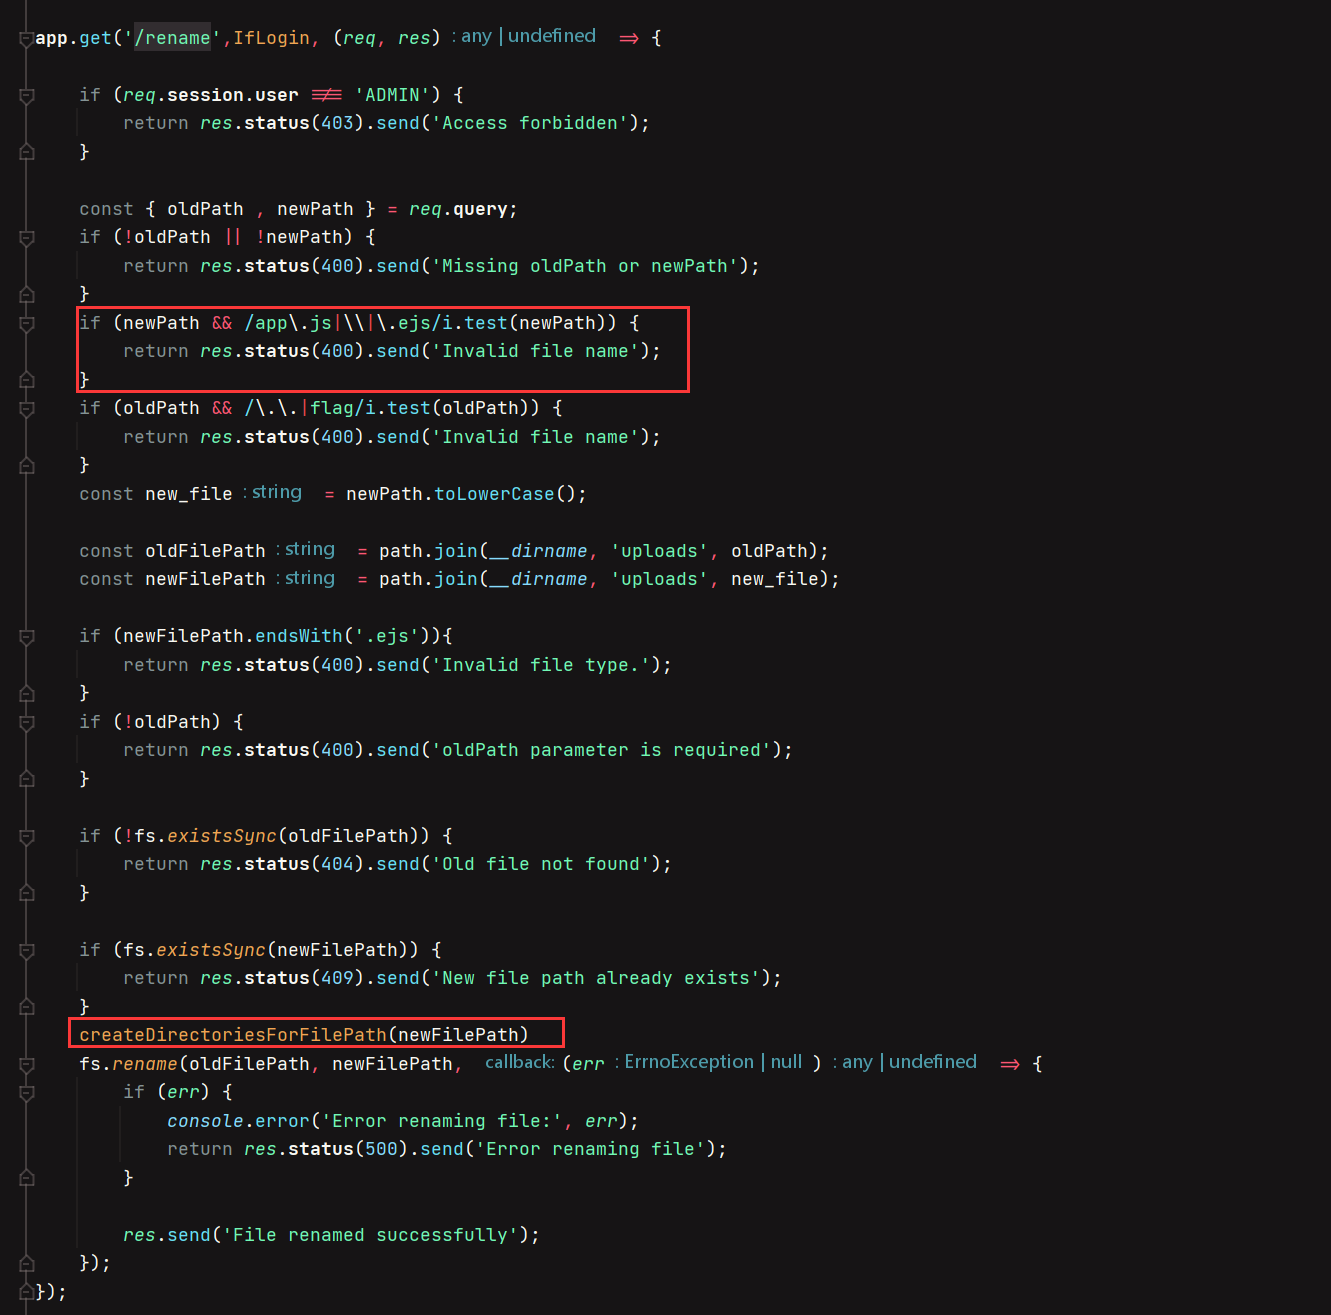 app.get('/rename',IfLogin, (req, res) : any | undefined => {
if (req.session.user !== 'ADMIN') {
return res.status(403).send('Access forbidden');
}
const { oldPath , newPath } = req.query;
if (!oldPath || !newPath) {
return res.status(400).send('Missing oldPath or newPath');
}
if (newPath && /app\.js|\\|\.ejs/i.test(newPath)) {
return res.status(400).send('Invalid file name');
}
if (oldPath && /\.\.|flag/i.test(oldPath)) {
return res.status(400).send('Invalid file name');
}
const new_file : string = newPath.toLowerCase();
const oldFilePath : string = path.join(__dirname, 'uploads', oldPath);
const newFilePath : string = path.join(__dirname, 'uploads', new_file);
if (newFilePath.endsWith('.ejs')){
return res.status(400).send('Invalid file type.');
}
if (!oldPath) {
return res.status(400).send('oldPath parameter is required');
}
if (!fs.existsSync(oldFilePath)) {
return res.status(404).send('Old file not found');
}
if (fs.existsSync(newFilePath)) {
return res.status(409).send('New file path already exists');
}
createDirectoriesForFilePath(newFilePath)
fs.rename(oldFilePath, newFilePath, callback: (err : ErrnoException | null ) : any | undefined => {
if (err) {
console.error('Error renaming file:', err);
return res.status(500).send('Error renaming file');
}
res.send('File renamed successfully');
});
});